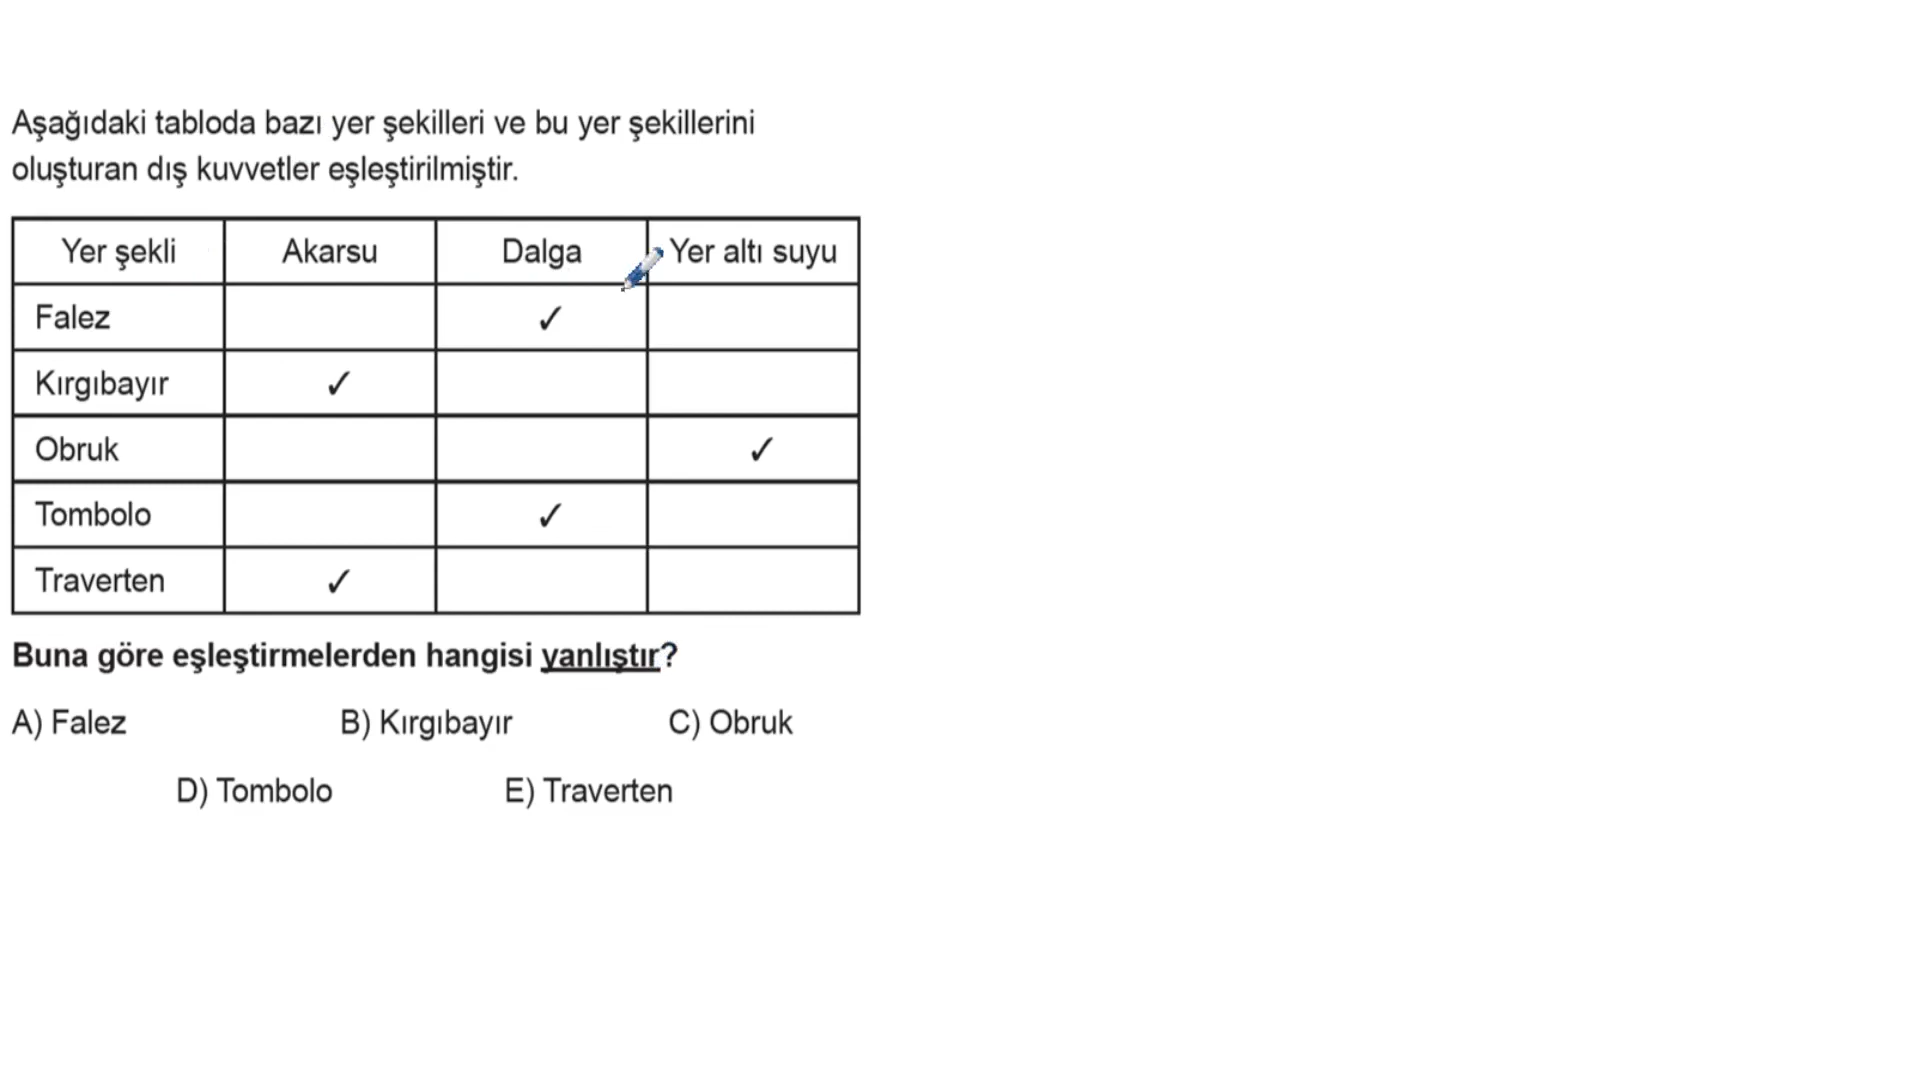 Aşağıdaki tabloda bazı yer şekilleri ve bu yer şekillerini
oluşturan dış kuvvetler eşleştirilmiştir.
Yer şekli Akarsu Dalga Yer altı suyu
Falez ✓
Kırgıbayır ✓
Obruk ✓
Tombolo ✓
Traverten ✓
Buna göre eşleştirmelerden hangisi yanlıştır?
A) Falez B) Kırgıbayır C) Obruk
D) Tombolo E) Traverten